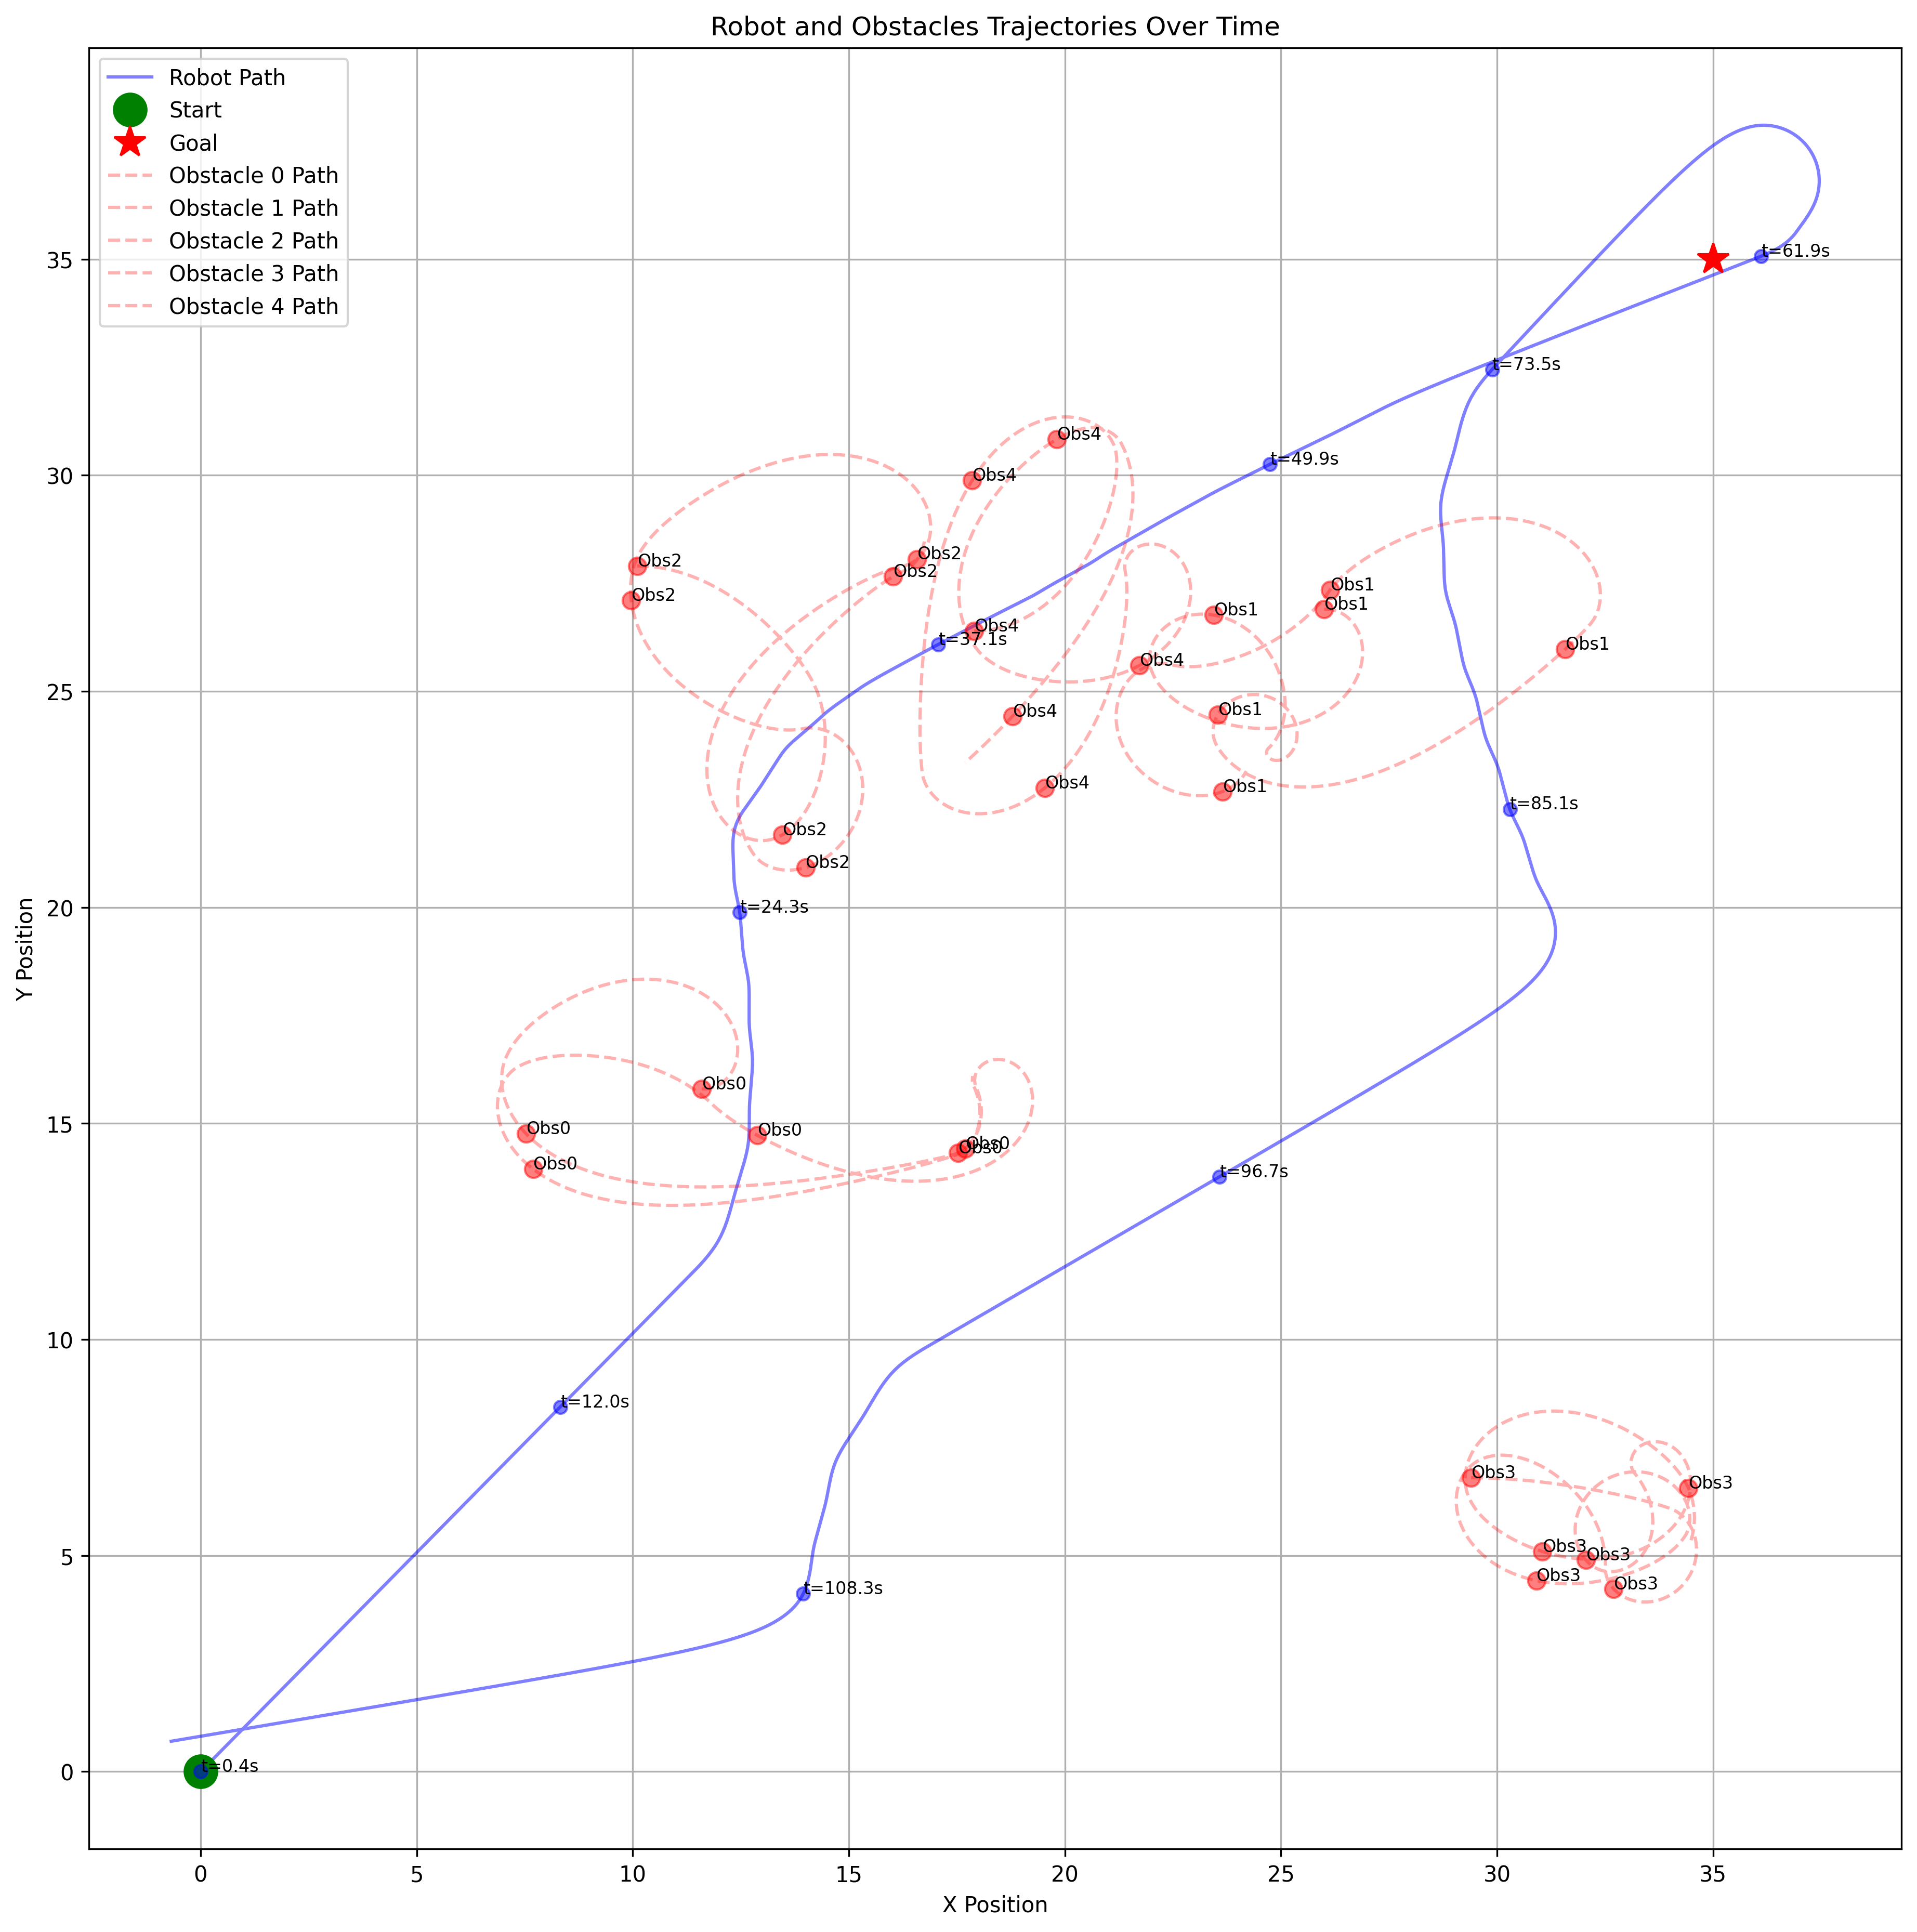 Robot and Obstacles Trajectories Over Time
Robot Path
Start
Goal
Obstacle 0 Path
Obstacle 1 Path
Obstacle 2 Path
Obstacle 3 Path
Obstacle 4 Path
35
30
25
20
15
10
5
0
Y Position
t=61.9s
t=73.5s
Obs4
t=49.9s
Obs4
Obs2
Obs2
Obs2
Obs2
Obs1
Obs1
Obs1
Obs4
t=37.1s
Obs1
Obs4
Obs4
Obs1
Obs4
Obs1
t=85.1s
Obs2
Obs2
t=24.3s
Obs0
Obs0
Obs0
Obs0
Obs0
Obs0
t=96.7s
t=12.0s
Obs3
Obs3
Obs3
Obs3
Obs3
Obs3
t=108.3s
t=0.4s
0 5 10 15 20 25 30 35
X Position